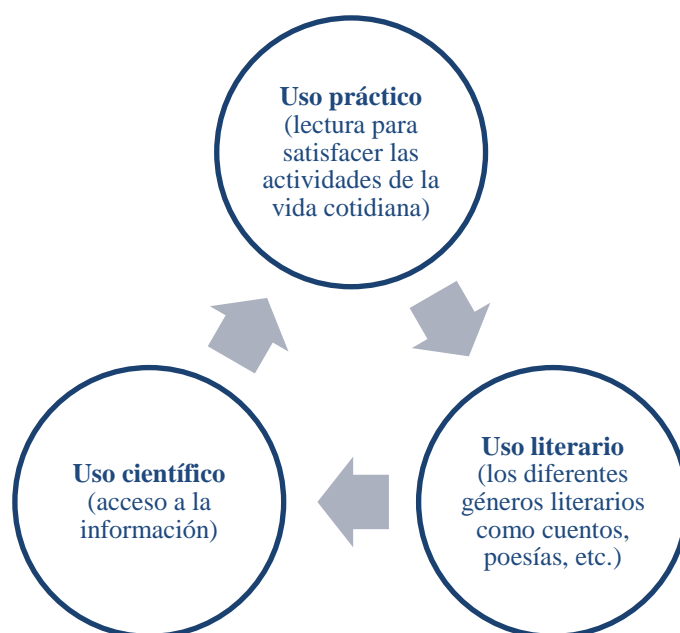 Uso práctico
(lectura para
satisfacer las
actividades de la
vida cotidiana)
Uso literario
(los diferentes
géneros literarios
como cuentos,
poesías, etc.)
Uso científico
(acceso a la
información)